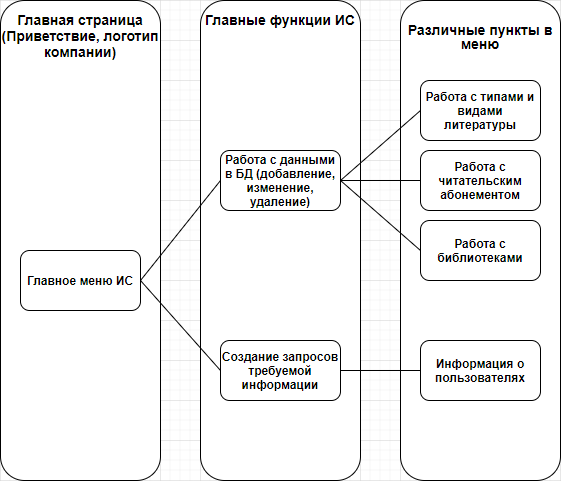 Главная страница
(Приветствие, логотип
компании)
Главное меню ИС
Главные функции ИС
Работа с данными
в БД (добавление,
изменение,
удаление)
Создание запросов
требуемой
информации
Различные пункты в
меню
Работа с типами и
видами
литературы
Работа с
читательским
абонементом
Работа с
библиотеками
Информация о
пользователях